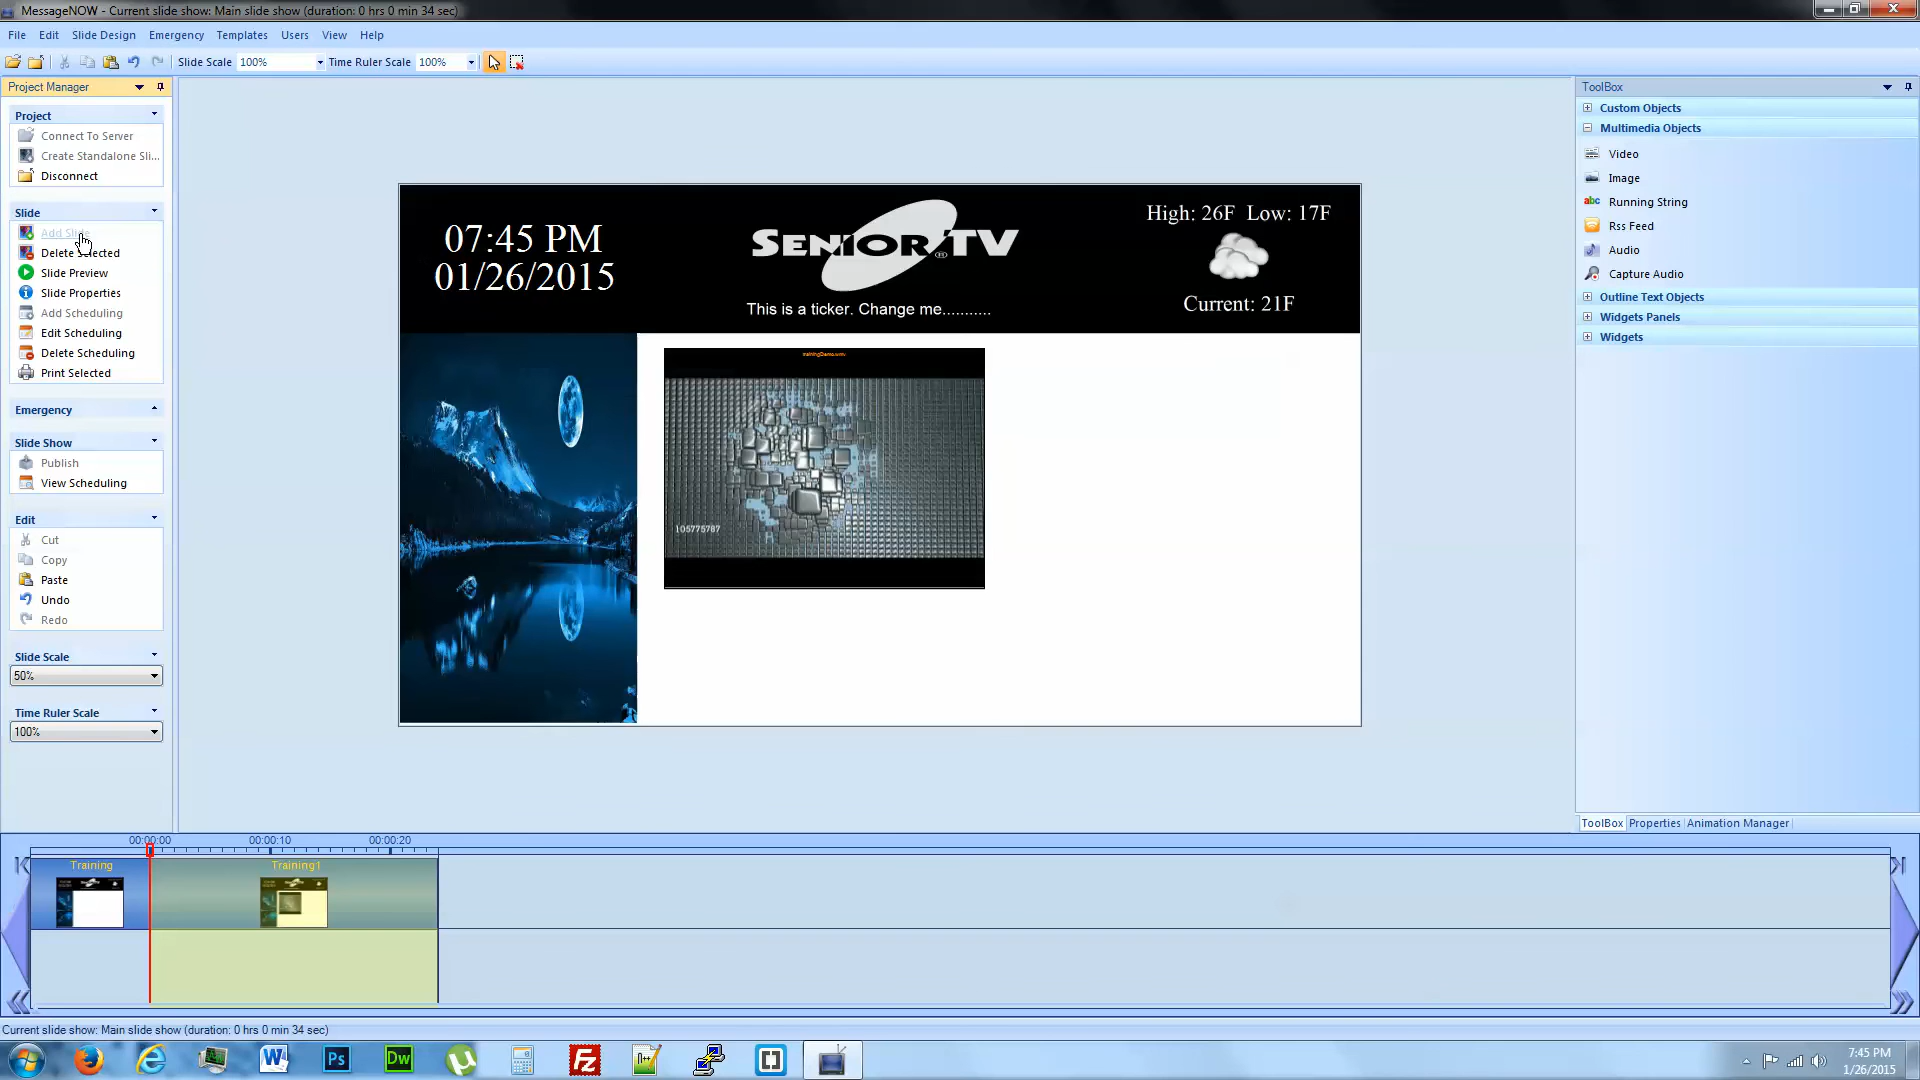 MessageNOW - Current slide show: Main slide show (duration: 0 hrs 0 min 34 sec)
File Edit Slide Design Emergency Templates Users View Help
Slide Scale 100% Time Ruler Scale 100%
Project Manager
Project
Connect To Server
Create Standalone Sli...
Disconnect
Slide
Add Slide
Delete Selected
Slide Preview
Slide Properties
Add Scheduling
Edit Scheduling
Delete Scheduling
Print Selected
Emergency
Slide Show
Publish
View Scheduling
Edit
Cut
Copy
Paste
Undo
Redo
Slide Scale
50%
Time Ruler Scale
100%
07:45 PM
01/26/2015
SENIOR.TV
®
This is a ticker. Change me...........
High: 26F Low: 17F
Current: 21F
105775787
ToolBox
Custom Objects
Multimedia Objects
Video
Image
abc Running String
Rss Feed
Audio
Capture Audio
Outline Text Objects
Widgets Panels
Widgets
ToolBox Properties Animation Manager
00:00:00 00:00:10 00:00:20
Training Training1
Current slide show: Main slide show (duration: 0 hrs 0 min 34 sec)
W Ps Dw Fz
7:45 PM
1/26/2015